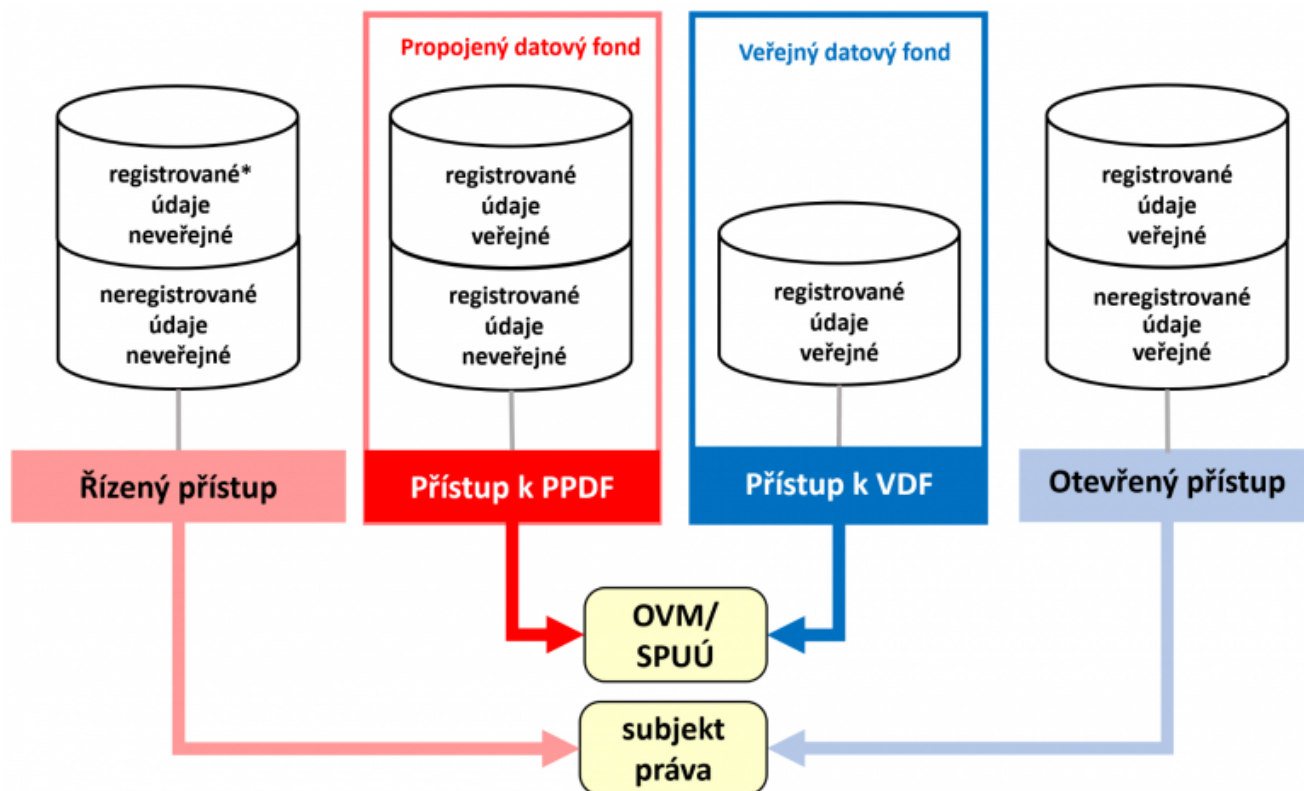 Propojený datový fond
Veřejný datový fond
registrované*
údaje
neveřejné
neregistrované
údaje
neveřejné
registrované
údaje
veřejné
registrované
údaje
neveřejné
registrované
údaje
veřejné
registrované
údaje
veřejné
neregistrované
údaje
veřejné
Řízený přístup
Přístup k PPDF
Přístup k VDF
Otevřený přístup
OVM/
SPUÚ
subjekt
práva